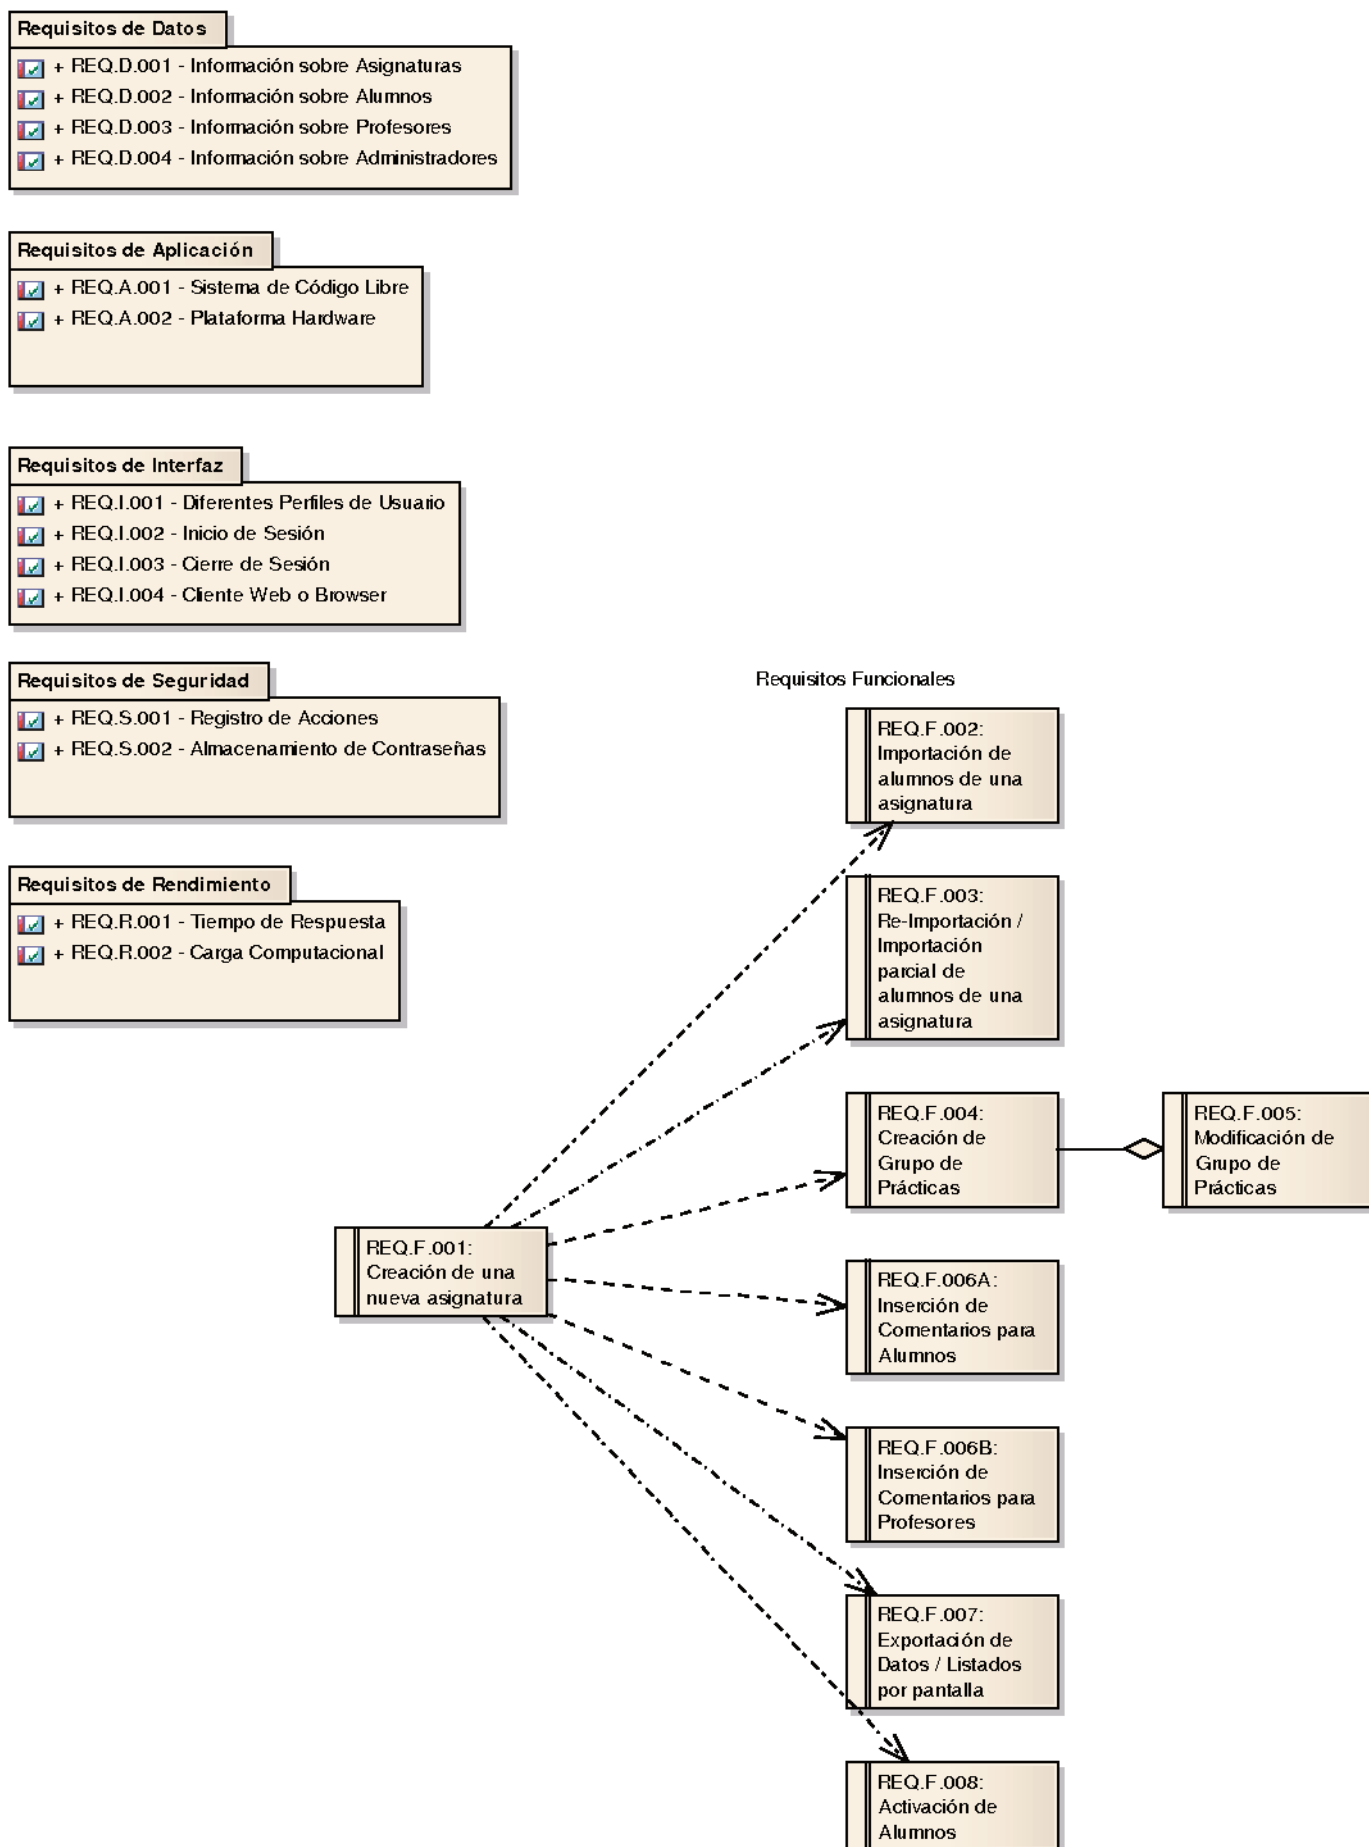 Requisitos de Datos
+ REQ.D.001 - Información sobre Asignaturas
+ REQ.D.002 - Información sobre Alumnos
+ REQ.D.003 - Información sobre Profesores
+ REQ.D.004 - Información sobre Administradores
Requisitos de Aplicación
+ REQ.A.001 - Sistema de Código Libre
+ REQ.A.002 - Plataforma Hardware
Requisitos de Interfaz
+ REQ.I.001 - Diferentes Perfiles de Usuario
+ REQ.I.002 - Inicio de Sesión
+ REQ.I.003 - Cierre de Sesión
+ REQ.I.004 - Cliente Web o Browser
Requisitos de Seguridad
+ REQ.S.001 - Registro de Acciones
+ REQ.S.002 - Almacenamiento de Contraseñas
Requisitos de Rendimiento
+ REQ.R.001 - Tiempo de Respuesta
+ REQ.R.002 - Carga Computacional
Requisitos Funcionales
REQ.F.002:
Importación de
alumnos de una
asignatura
REQ.F.003:
Re-Importación /
Importación
parcial de
alumnos de una
asignatura
REQ.F.004:
Creación de
Grupo de
Prácticas
REQ.F.005:
Modificación de
Grupo de
Prácticas
REQ.F.001:
Creación de una
nueva asignatura
REQ.F.006A:
Inserción de
Comentarios para
Alumnos
REQ.F.006B:
Inserción de
Comentarios para
Profesores
REQ.F.007:
Exportación de
Datos / Listados
por pantalla
REQ.F.008:
Activación de
Alumnos